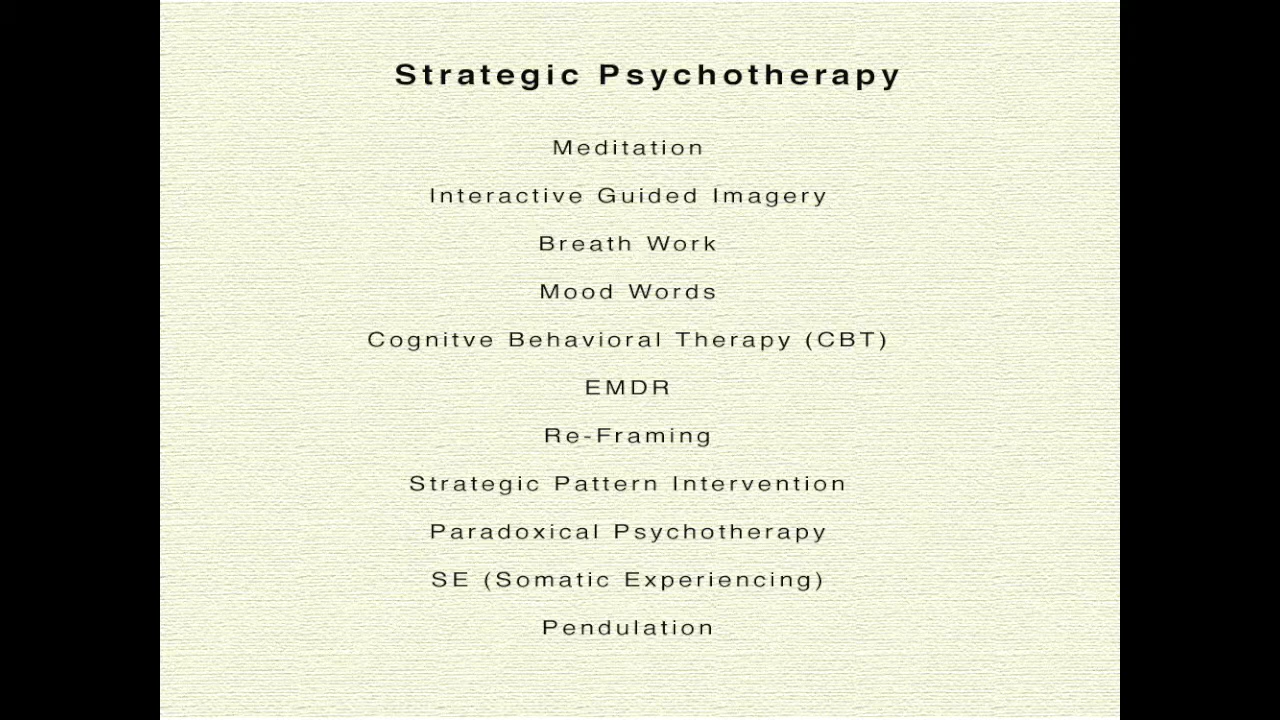 Strategic Psychotherapy
Meditation
Interactive Guided Imagery
Breath Work
Mood Words
Cognitve Behavioral Therapy (CBT)
EMDR
Re-Framing
Strategic Pattern Intervention
Paradoxical Psychotherapy
SE (Somatic Experiencing)
Pendulation